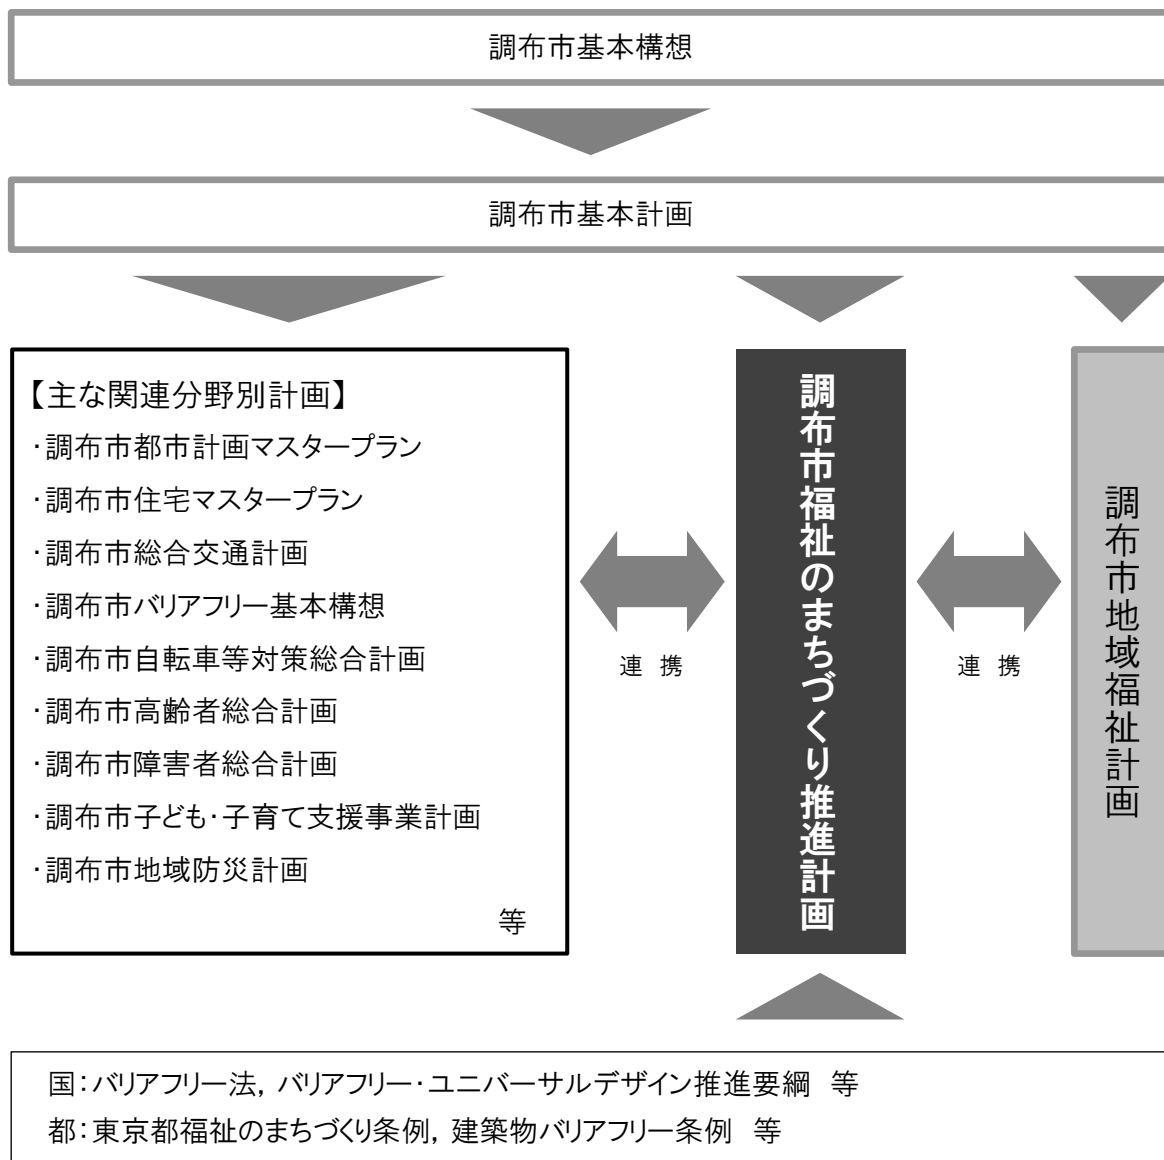 調布市基本構想
調布市基本計画
【主な関連分野別計画】
・調布市都市計画マスタープラン
・調布市住宅マスタープラン
・調布市総合交通計画
・調布市バリアフリー基本構想
・調布市自転車等対策総合計画
・調布市高齢者総合計画
・調布市障害者総合計画
・調布市子ども・子育て支援事業計画
・調布市地域防災計画
等
連 携
調布市福祉のまちづくり推進計画
連 携
調布市地域福祉計画
国：バリアフリー法，バリアフリー・ユニバーサルデザイン推進要綱 等
都：東京都福祉のまちづくり条例，建築物バリアフリー条例 等